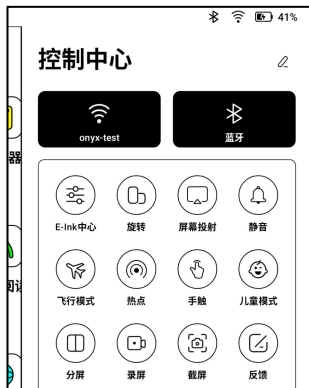 41%
控制中心
onyx-test
蓝牙
器
E-Ink中心
旋转
屏幕投射
静音
飞行模式
热点
手触
儿童模式
分屏
录屏
截屏
反馈